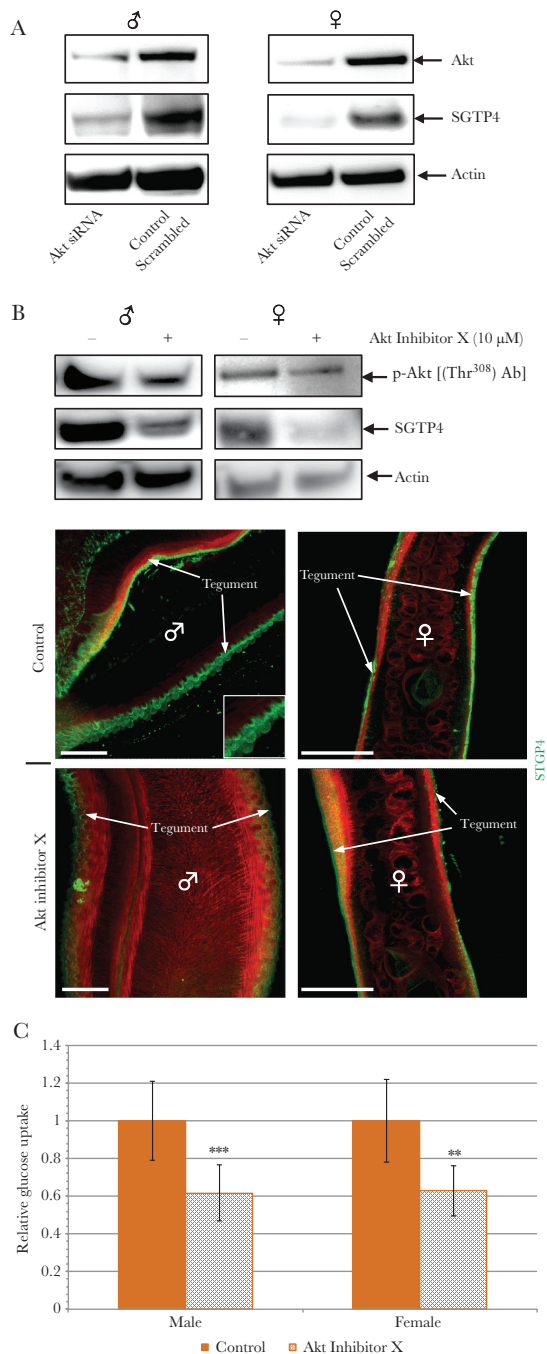 A
♂ ♀
Akt
SGTP4
Actin
Akt siRNA
Control
Scrambled
Akt siRNA
Control
Scrambled
B
♂ ♀
– + – + Akt Inhibitor X (10 μM)
p-Akt [(Thr308) Ab]
SGTP4
Actin
Control
Tegument
♂
Tegument
♀
STGP4
Akt inhibitor X
Tegument
♂
Tegument
♀
C
Relative glucose uptake
1.4
1.2
1
0.8
0.6
0.4
0.2
0
***
**
Male Female
Control Akt Inhibitor X